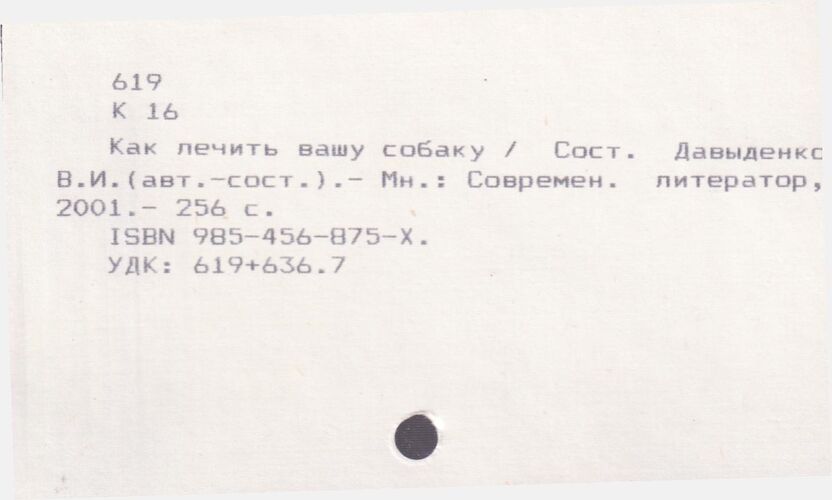 619
К 16
Как лечить вашу собаку / Сост. Давыденко
В.И.(авт.-сост.).- Мн.: Современ. литератор,
2001.- 256 с.
ISBN 985-456-875-X.
УДК: 619+636.7